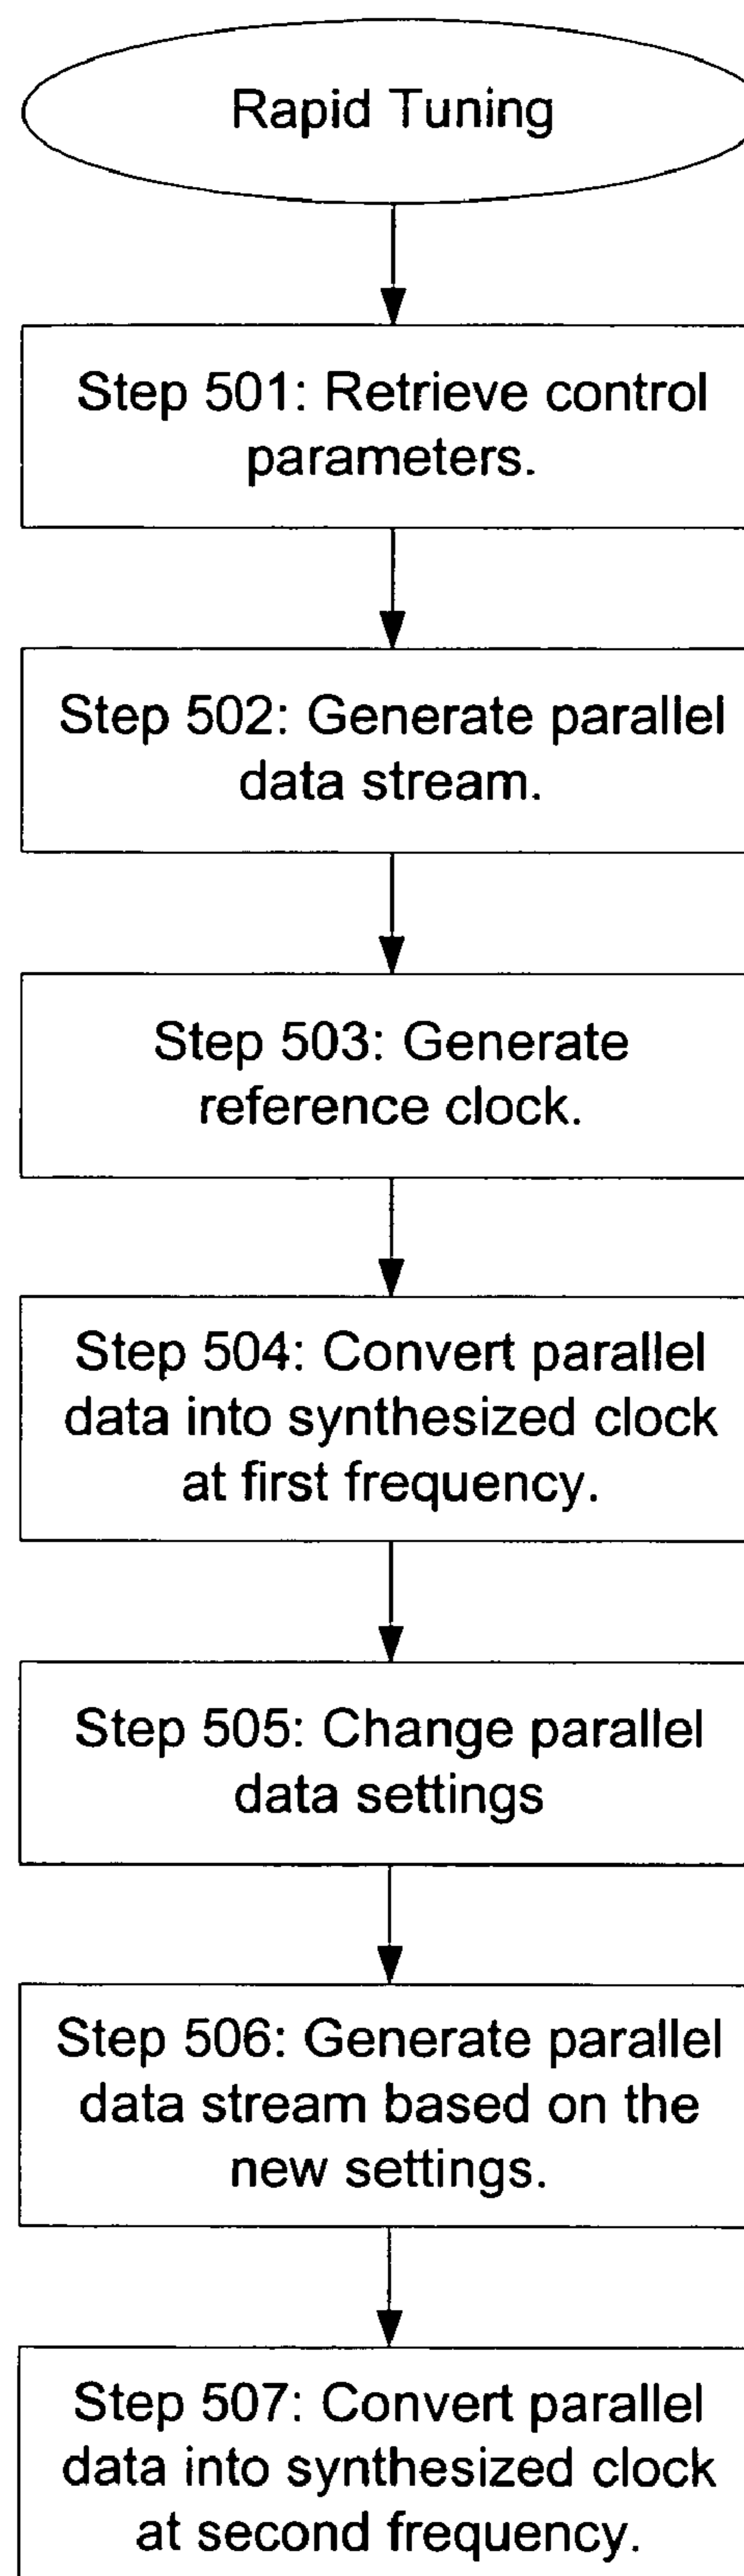 Rapid Tuning
Step 501: Retrieve control
parameters.
Step 502: Generate parallel
data stream.
Step 503: Generate
reference clock.
Step 504: Convert parallel
data into synthesized clock
at first frequency.
Step 505: Change parallel
data settings
Step 506: Generate parallel
data stream based on the
new settings.
Step 507: Convert parallel
data into synthesized clock
at second frequency.